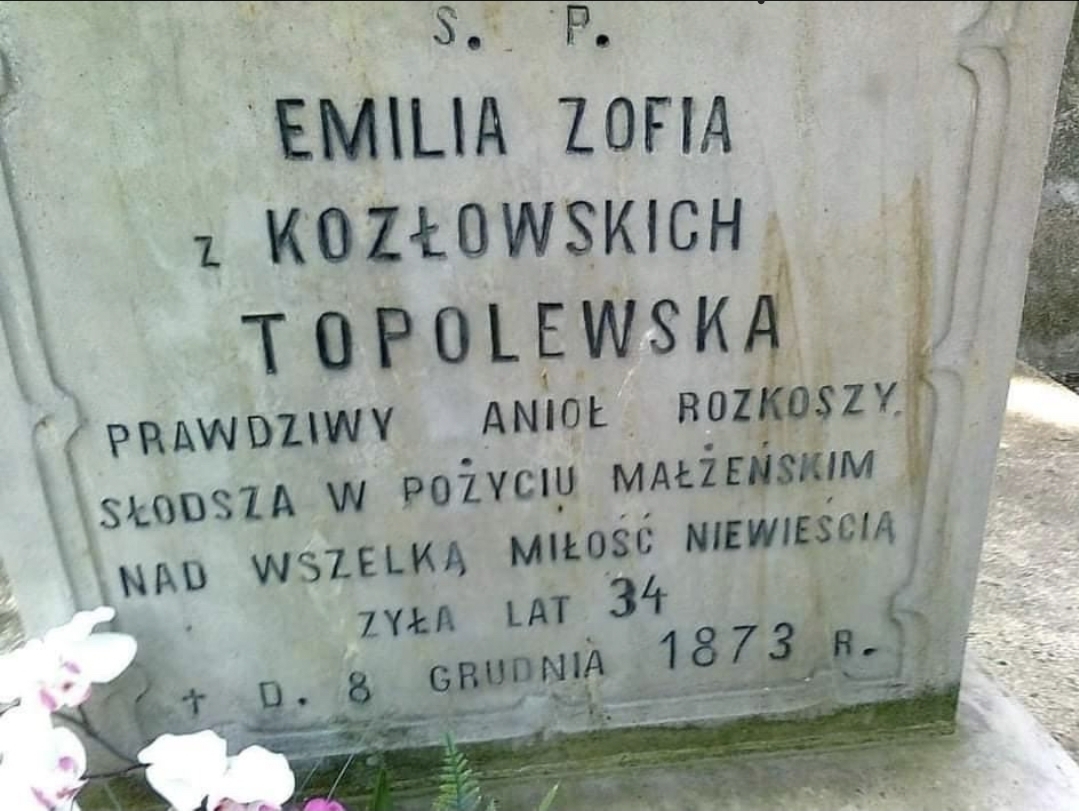 S. P.
EMILIA ZOFIA
z KOZŁOWSKICH
TOPOLEWSKA
PRAWDZIWY ANIOŁ ROZKOSZY.
SŁODSZA W POŻYCIU MAŁŻEŃSKIM
NAD WSZELKĄ MIŁOŚĆ NIEWIEŚCIĄ
ZYŁA LAT 34
† D. 8 GRUDNIA 1873 R.